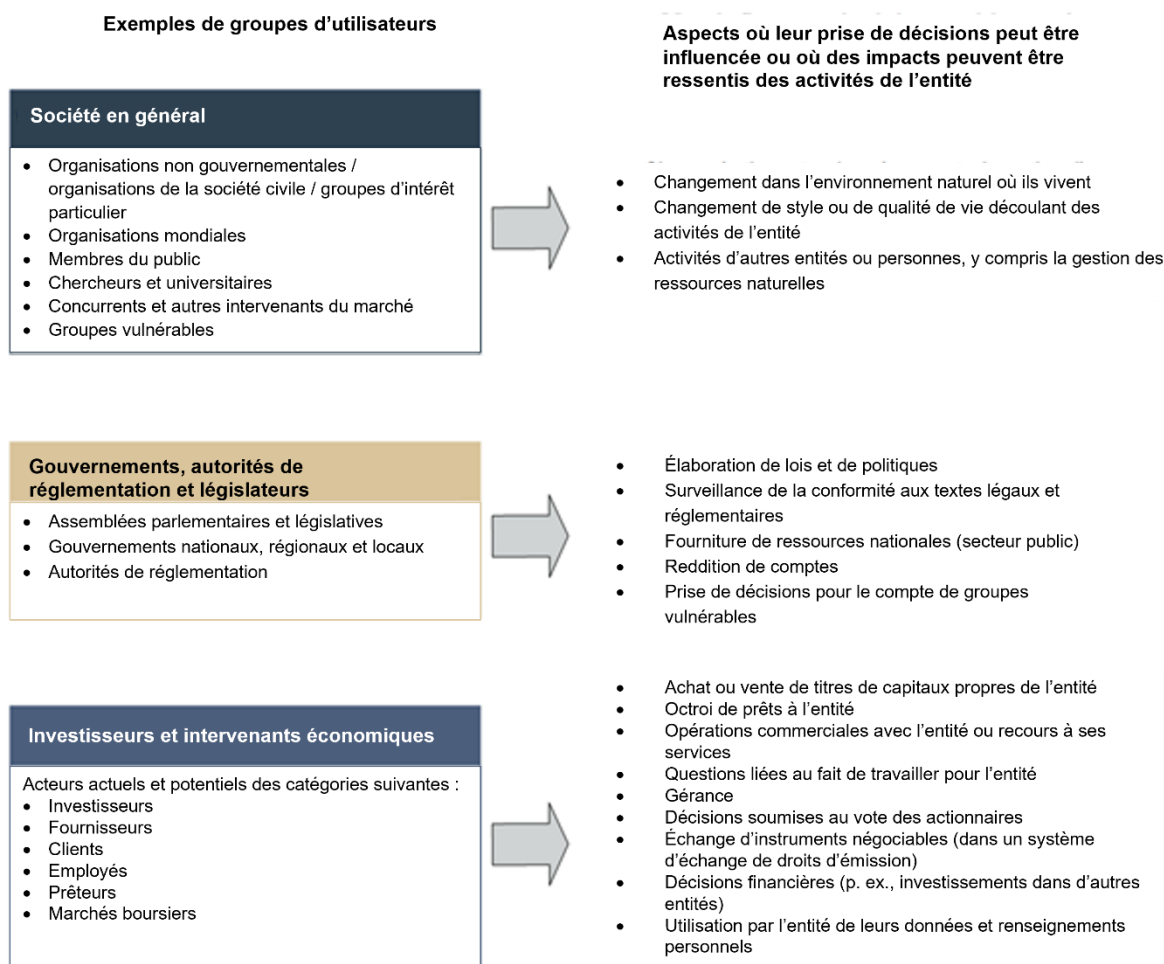 Exemples de groupes d’utilisateurs
Aspects où leur prise de décisions peut être
influencée ou où des impacts peuvent être
ressentis des activités de l’entité
Société en général
• Organisations non gouvernementales /
organisations de la société civile / groupes d’intérêt
particulier
• Organisations mondiales
• Membres du public
• Chercheurs et universitaires
• Concurrents et autres intervenants du marché
• Groupes vulnérables
• Changement dans l’environnement naturel où ils vivent
• Changement de style ou de qualité de vie découlant des
activités de l’entité
• Activités d’autres entités ou personnes, y compris la gestion des
ressources naturelles
Gouvernements, autorités de
réglementation et législateurs
• Assemblées parlementaires et législatives
• Gouvernements nationaux, régionaux et locaux
• Autorités de réglementation
• Élaboration de lois et de politiques
• Surveillance de la conformité aux textes légaux et
réglementaires
• Fourniture de ressources nationales (secteur public)
• Reddition de comptes
• Prise de décisions pour le compte de groupes
vulnérables
Investisseurs et intervenants économiques
Acteurs actuels et potentiels des catégories suivantes :
• Investisseurs
• Fournisseurs
• Clients
• Employés
• Prêteurs
• Marchés boursiers
• Achat ou vente de titres de capitaux propres de l’entité
• Octroi de prêts à l’entité
• Opérations commerciales avec l’entité ou recours à ses
services
• Questions liées au fait de travailler pour l’entité
• Gérance
• Décisions soumises au vote des actionnaires
• Échange d’instruments négociables (dans un système
d’échange de droits d’émission)
• Décisions financières (p. ex., investissements dans d’autres
entités)
• Utilisation par l’entité de leurs données et renseignements
personnels